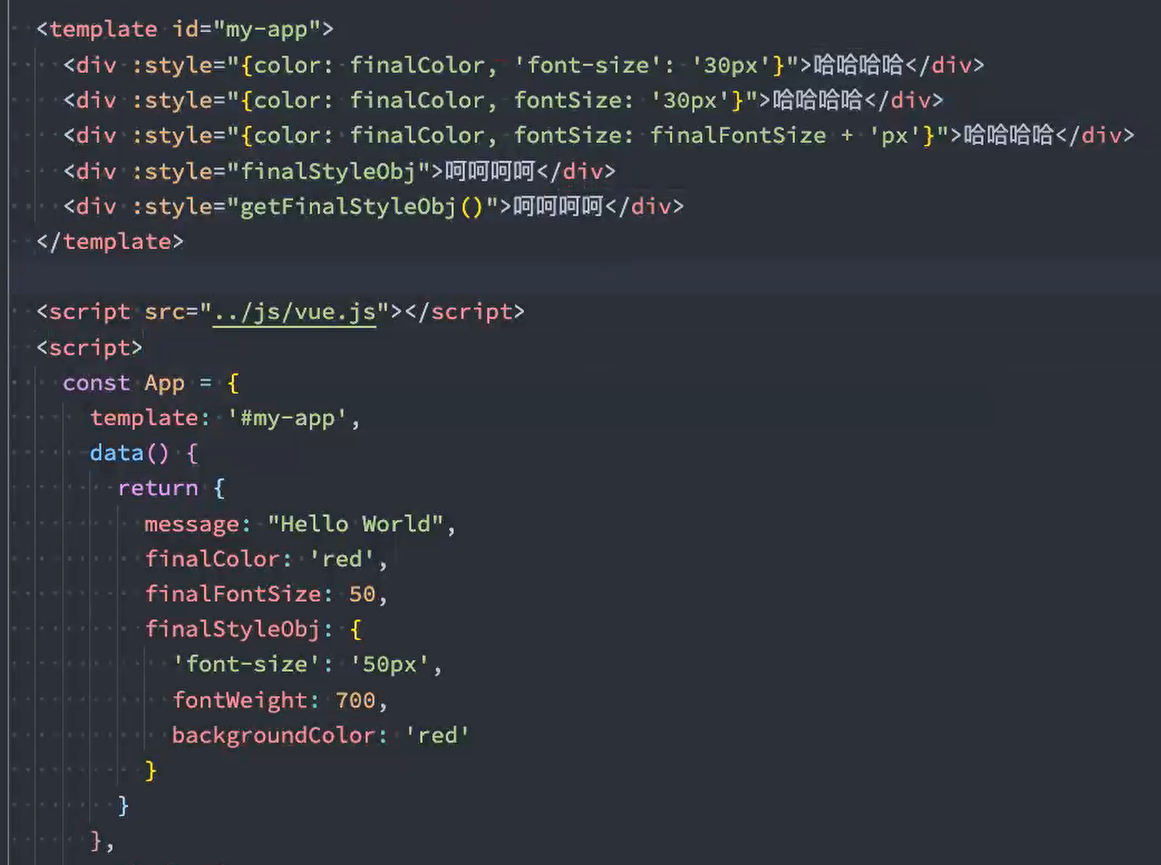 <template id="my-app">
<div :style="{color: finalColor, 'font-size': '30px'}">哈哈哈哈</div>
<div :style="{color: finalColor, fontSize: '30px'}">哈哈哈哈</div>
<div :style="{color: finalColor, fontSize: finalFontSize + 'px'}">哈哈哈哈</div>
<div :style="finalStyleObj">呵呵呵呵</div>
<div :style="getFinalStyleObj()">呵呵呵呵</div>
</template>
<script src="../js/vue.js"></script>
<script>
const App = {
template: '#my-app',
data() {
return {
message: "Hello World",
finalColor: 'red',
finalFontSize: 50,
finalStyleObj: {
'font-size': '50px',
fontWeight: 700,
backgroundColor: 'red'
}
}
},